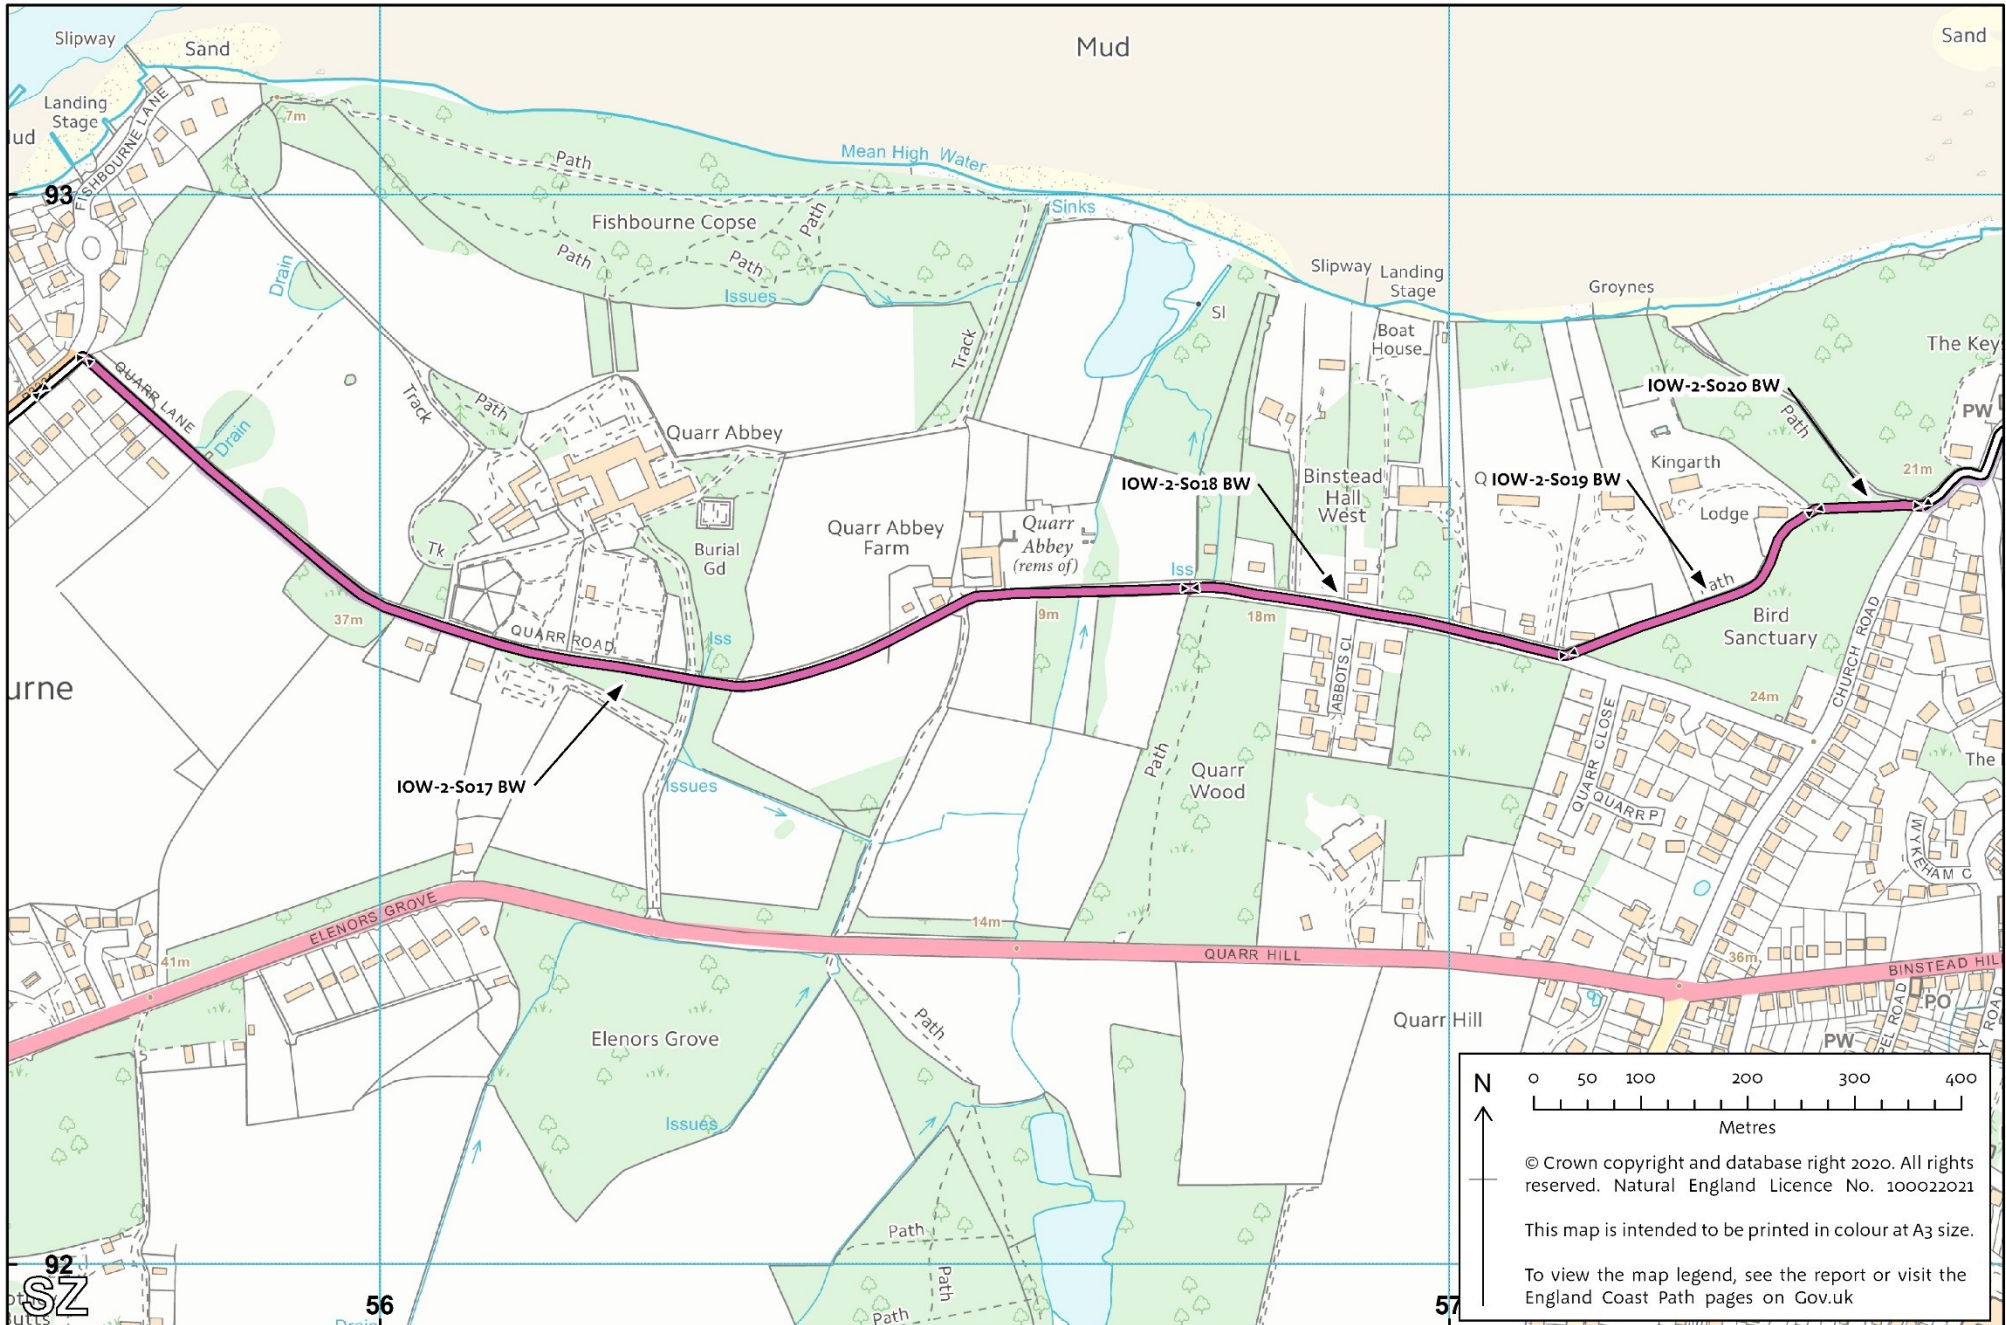 Slipway
Sand
Mud
Sand
Landing
Stage
FISHBOURNE LANE
7m
Path
Mean High Water
93
Sinks
Fishbourne Copse
Path
Path
Path
Drain
Issues
Slipway
Landing
Stage
Groynes
Sl
Boat
House
Track
The Key
QUARR LANE
Track
Path
IOW-2-S020 BW
Path
PW
Drain
Quarr Abbey
Kingarth
21m
IOW-2-S018 BW
Binstead
Hall
West
Q
IOW-2-S019 BW
Lodge
Quarr Abbey
Farm
Quarr
Abbey
(rems of)
Tk
Burial
Gd
Iss
ath
37m
9m
18m
Bird
Sanctuary
QUARR ROAD
Iss
ABBOTS CL
CHURCH ROAD
urne
24m
QUARR CLOSE
Path
The
IOW-2-S017 BW
Issues
Quarr
Wood
QUARR P
WYKEHAM C
ELENORS GROVE
14m
41m
QUARR HILL
36m
BINSTEAD HIL
PO
Elenors Grove
Path
Quarr Hill
PW
PEL ROAD
Y ROAD
Issues
N
0 50 100 200 300 400
Metres
© Crown copyright and database right 2020. All rights
reserved. Natural England Licence No. 100022021
This map is intended to be printed in colour at A3 size.
To view the map legend, see the report or visit the
England Coast Path pages on Gov.uk
Path
Path
Path
92
SZ
Butts
56
57
Drain